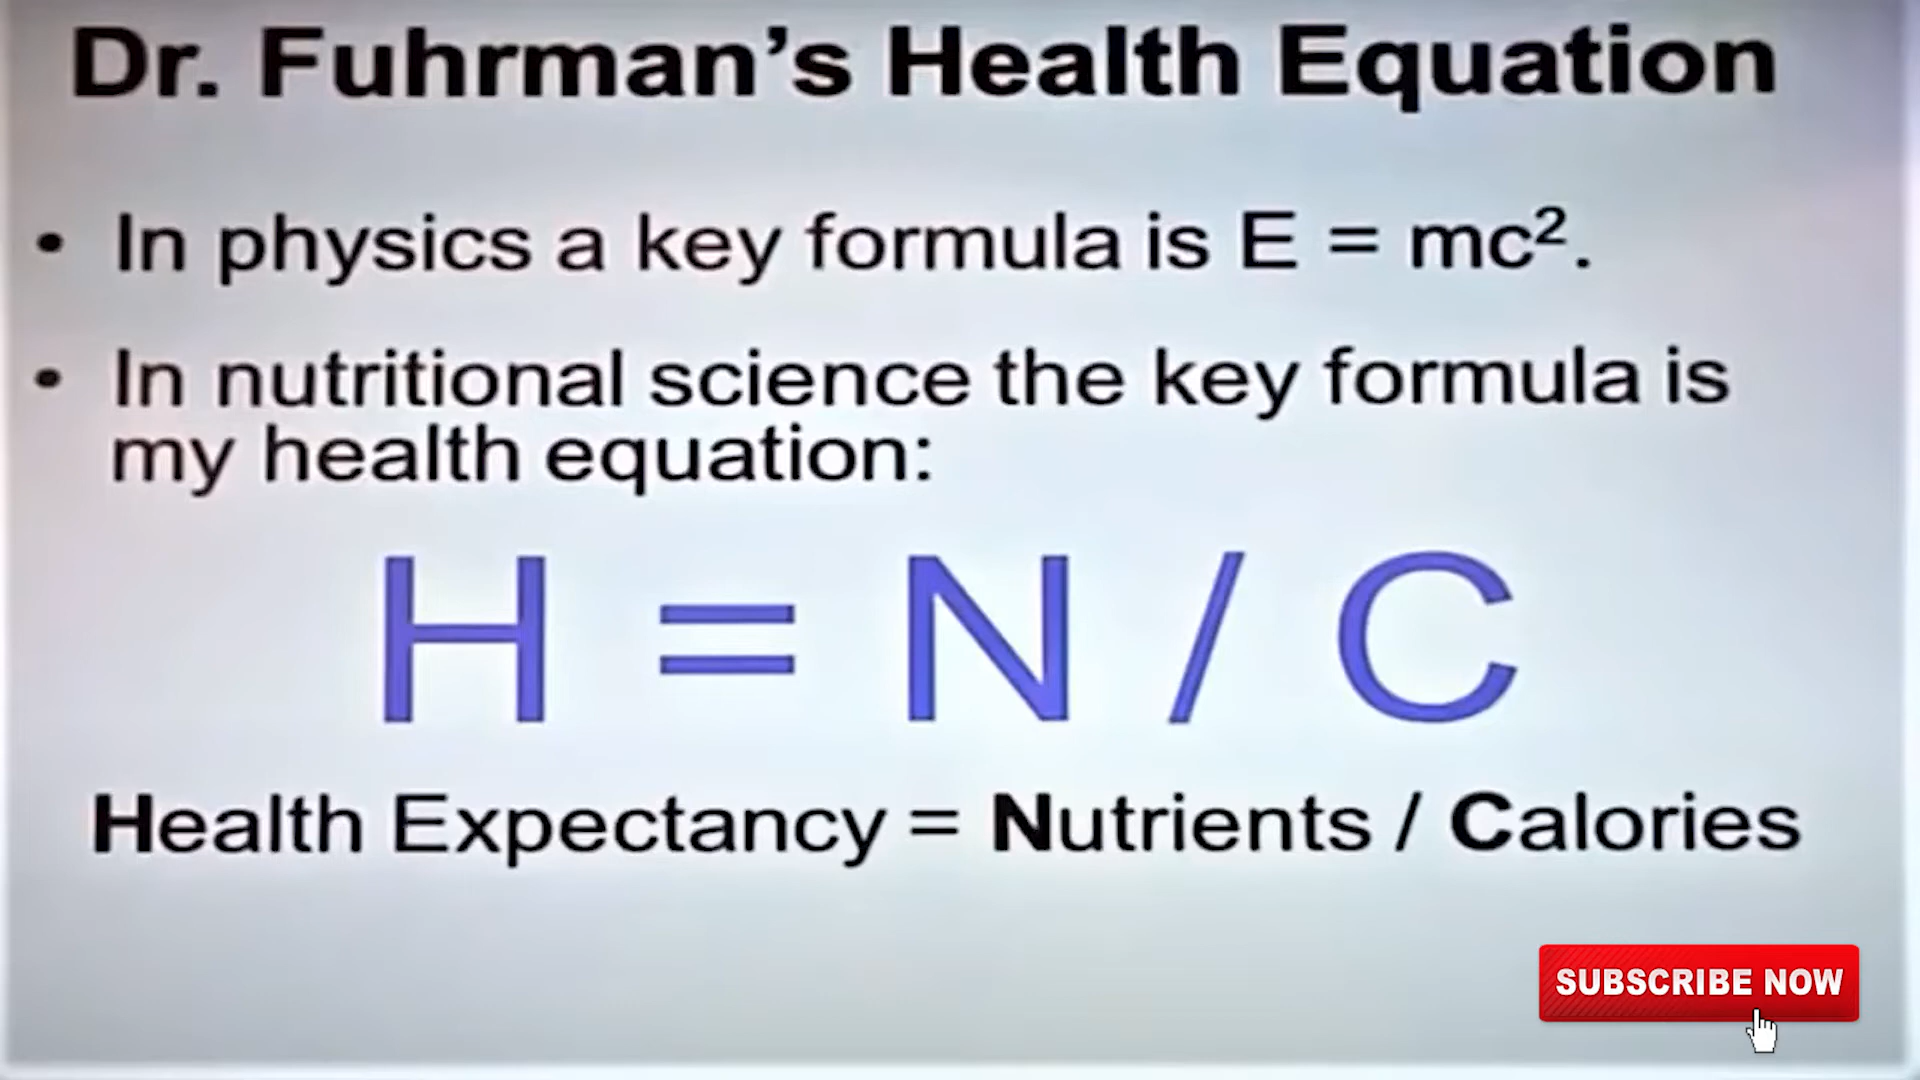 Dr. Fuhrman’s Health Equation
• In physics a key formula is E = mc².
• In nutritional science the key formula is
my health equation:
H = N / C
Health Expectancy = Nutrients / Calories
SUBSCRIBE NOW